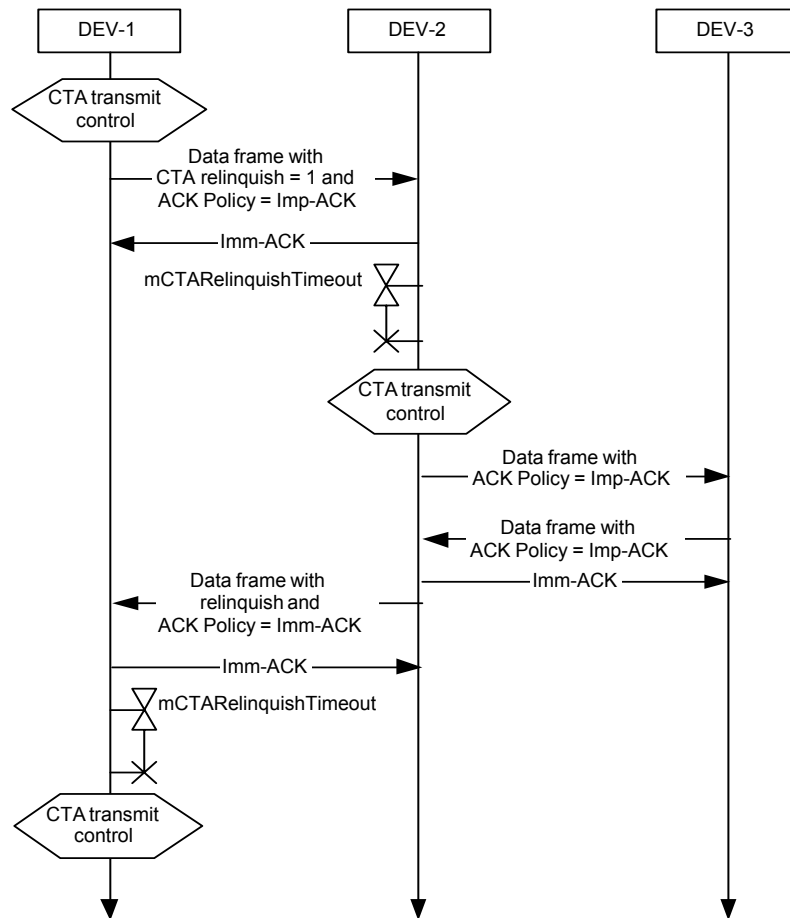 DEV-1
DEV-2
DEV-3
CTA transmit
control
Data frame with
CTA relinquish = 1 and
ACK Policy = Imp-ACK
Imm-ACK
mCTARelinquishTimeout
CTA transmit
control
Data frame with
ACK Policy = Imp-ACK
Data frame with
ACK Policy = Imp-ACK
Imm-ACK
Data frame with
relinquish and
ACK Policy = Imm-ACK
Imm-ACK
mCTARelinquishTimeout
CTA transmit
control